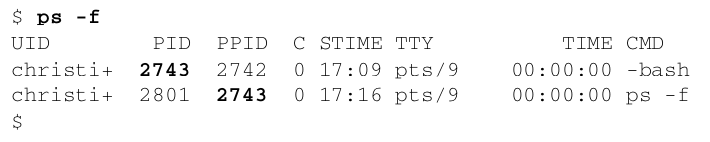 $ ps -f
UID        PID  PPID  C STIME TTY          TIME CMD
christi+  2743  2742  0 17:09 pts/9    00:00:00 -bash
christi+  2801  2743  0 17:16 pts/9    00:00:00 ps -f
$